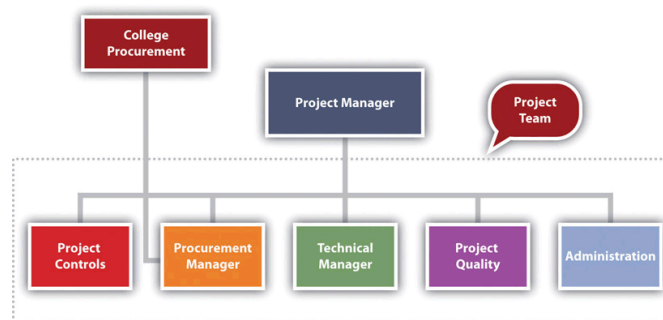 College
Procurement
Project Manager
Project
Team
Project
Controls
Procurement
Manager
Technical
Manager
Project
Quality
Administration